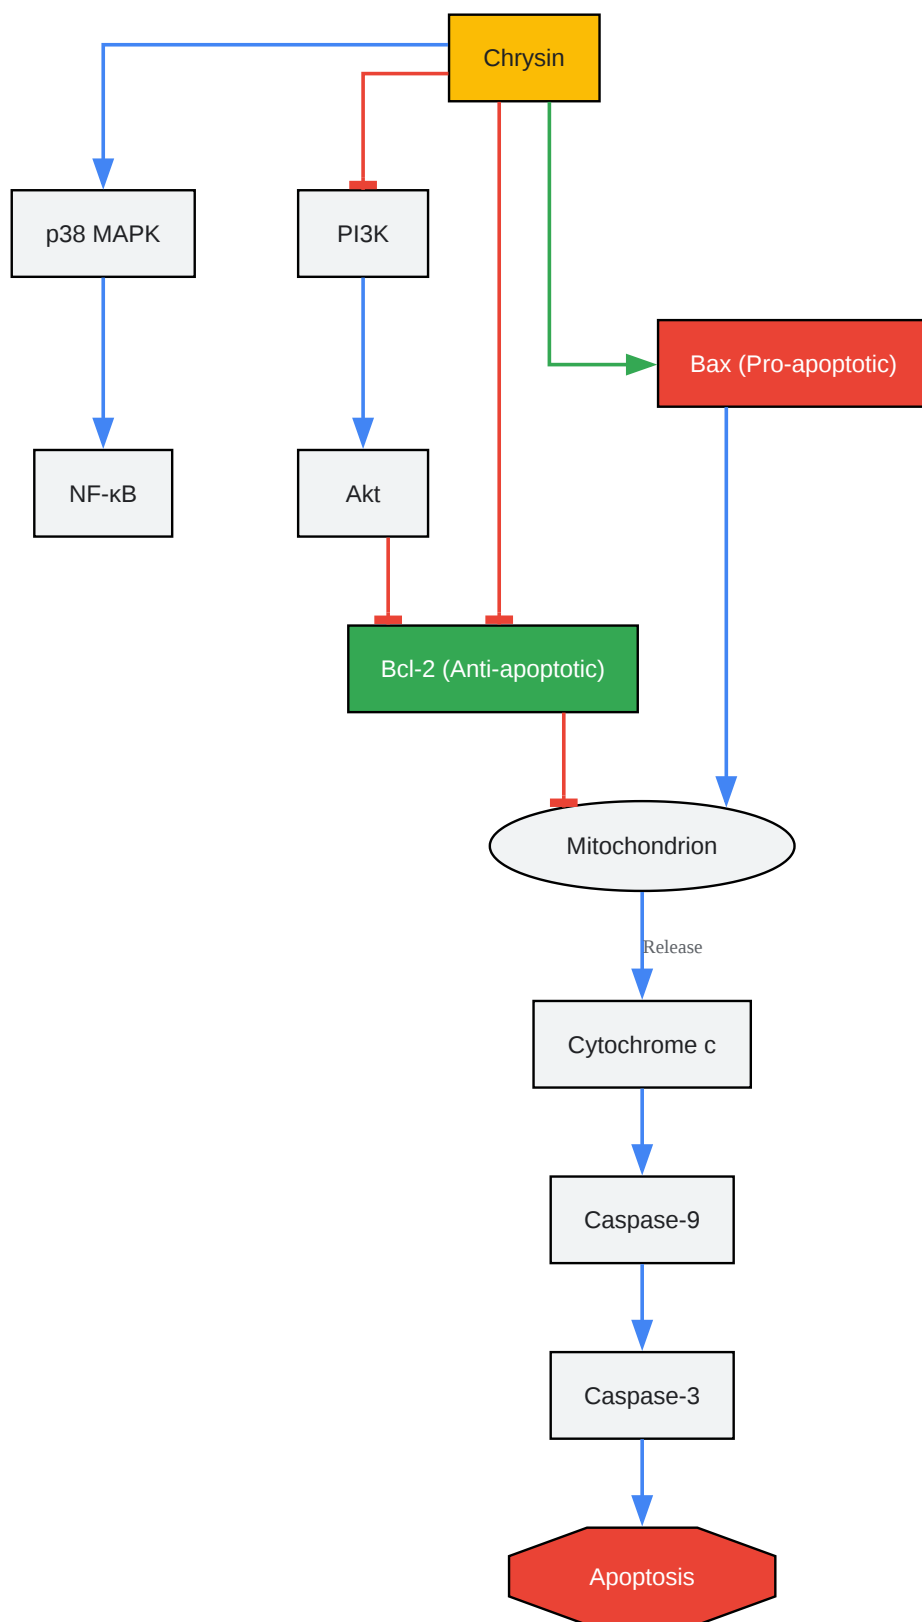 Chrysin
p38 MAPK
PI3K
Bax (Pro-apoptotic)
NF-κB
Akt
Bcl-2 (Anti-apoptotic)
Mitochondrion
Release
Cytochrome c
Caspase-9
Caspase-3
Apoptosis